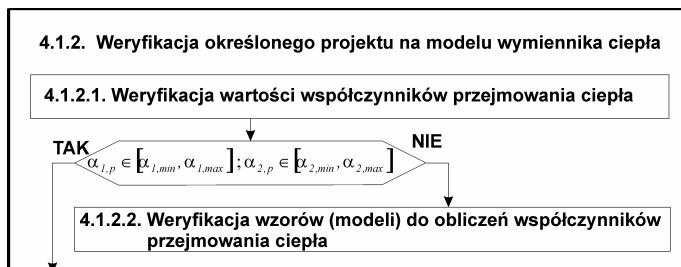 4.1.2. Weryfikacja określonego projektu na modelu wymiennika ciepła
4.1.2.1. Weryfikacja wartości współczynników przejmowania ciepła
TAK
NIE
α₁,ₚ ∈ [α₁,min, α₁,max]; α₂,ₚ ∈ [α₂,min, α₂,max]
4.1.2.2. Weryfikacja wzorów (modeli) do obliczeń współczynników
przejmowania ciepła